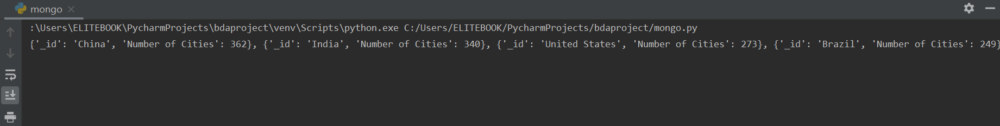 mongo
:\Users\ELITEBOOK\PycharmProjects\bdaproject\venv\Scripts\python.exe C:/Users/ELITEBOOK/PycharmProjects/bdaproject/mongo.py
{'_id': 'China', 'Number of Cities': 362}, {'_id': 'India', 'Number of Cities': 340}, {'_id': 'United States', 'Number of Cities': 273}, {'_id': 'Brazil', 'Number of Cities': 249}